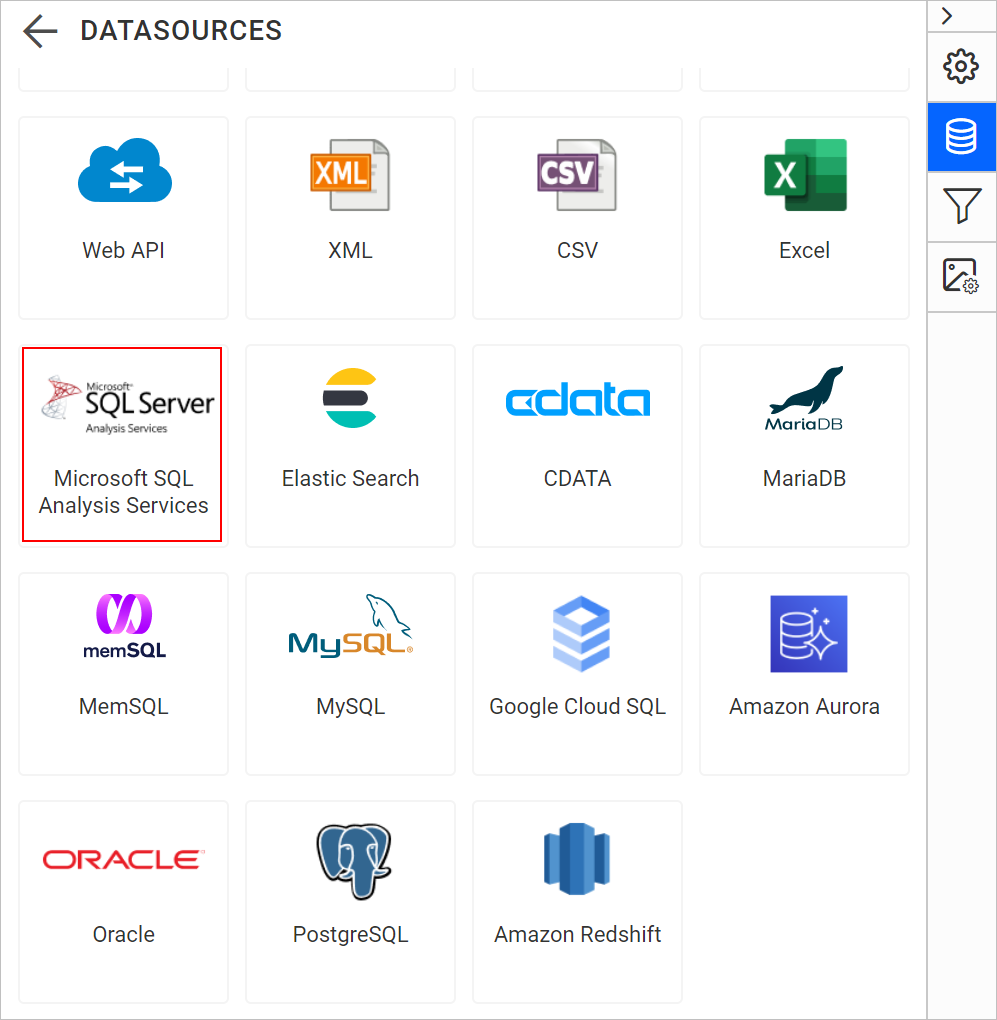 DATASOURCES
XML
CSV
X
Web API
XML
CSV
Excel
Microsoft®
SQL Server
Analysis Services
cdata
MariaDB
Microsoft SQL
Analysis Services
Elastic Search
CDATA
MariaDB
memSQL
MySQL®
MemSQL
MySQL
Google Cloud SQL
Amazon Aurora
ORACLE
Oracle
PostgreSQL
Amazon Redshift